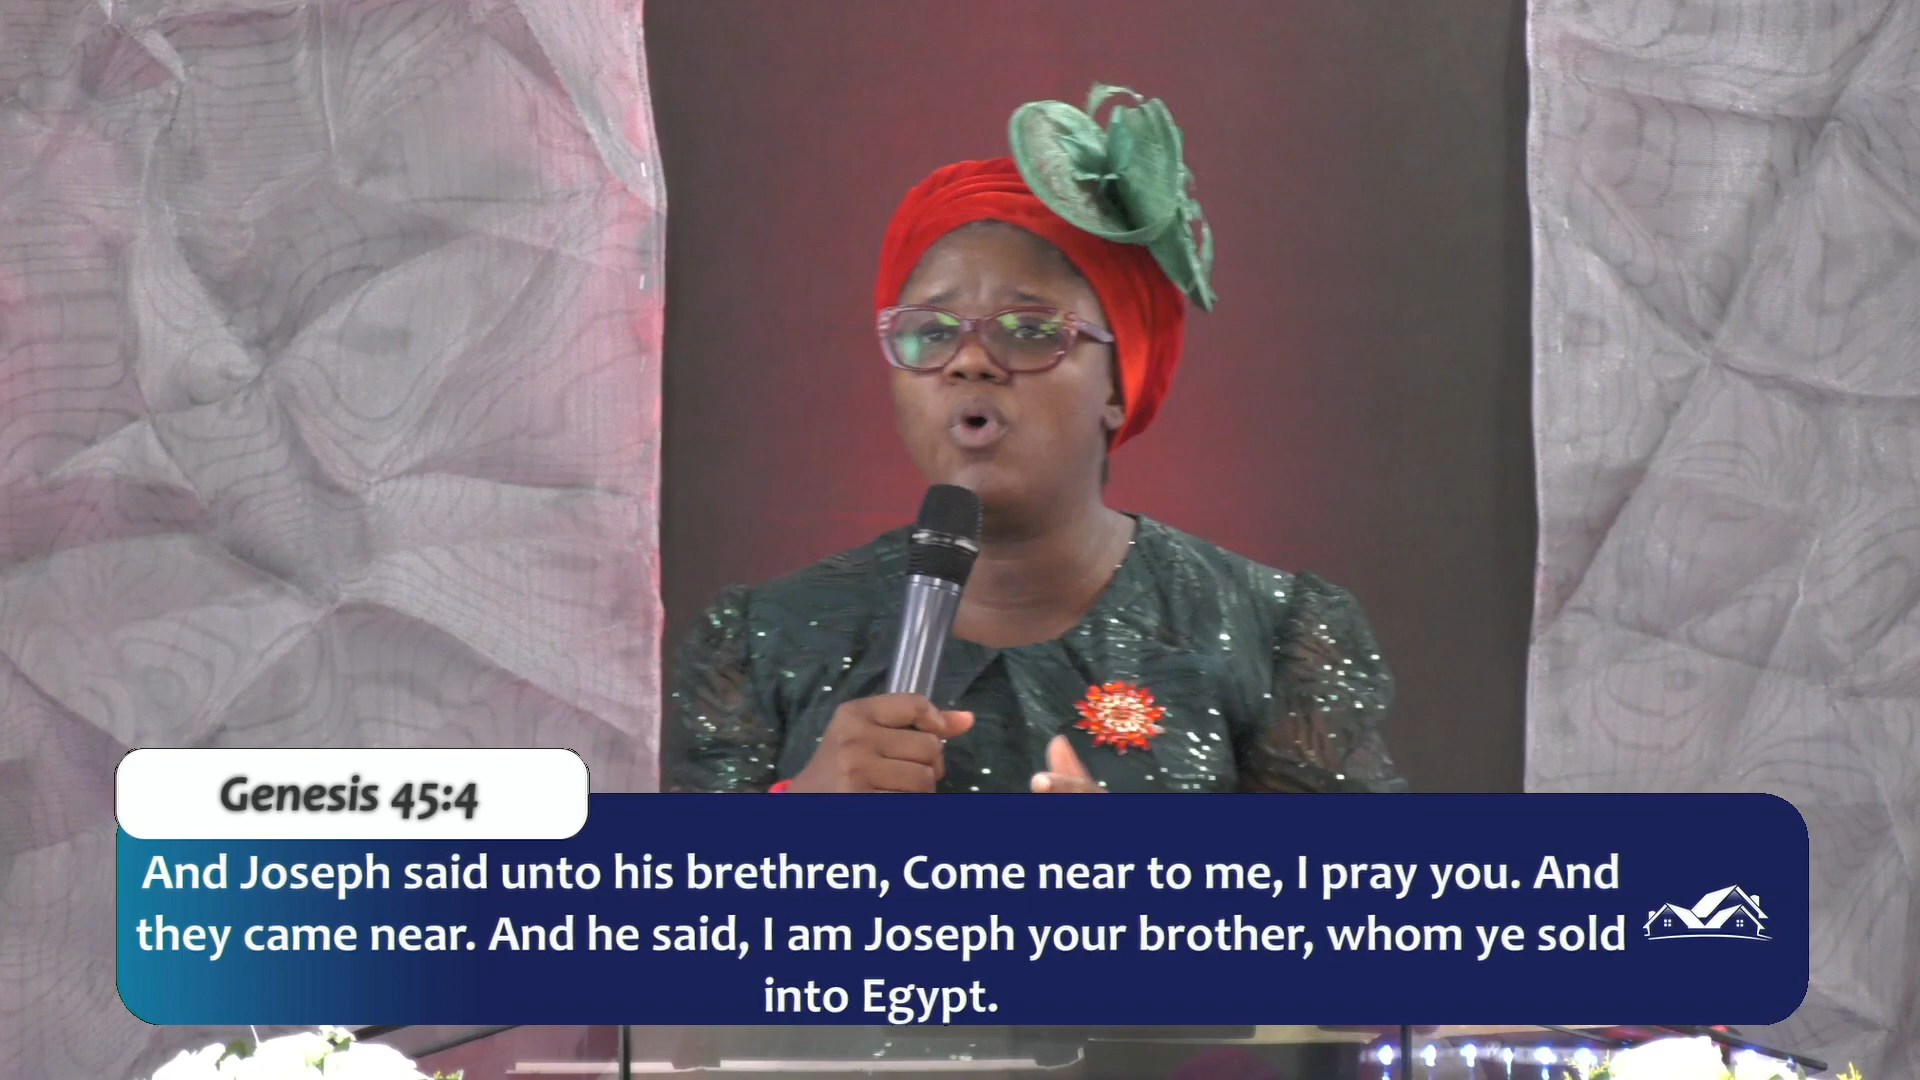 Genesis 45:4
And Joseph said unto his brethren, Come near to me, I pray you. And
they came near. And he said, I am Joseph your brother, whom ye sold
into Egypt.